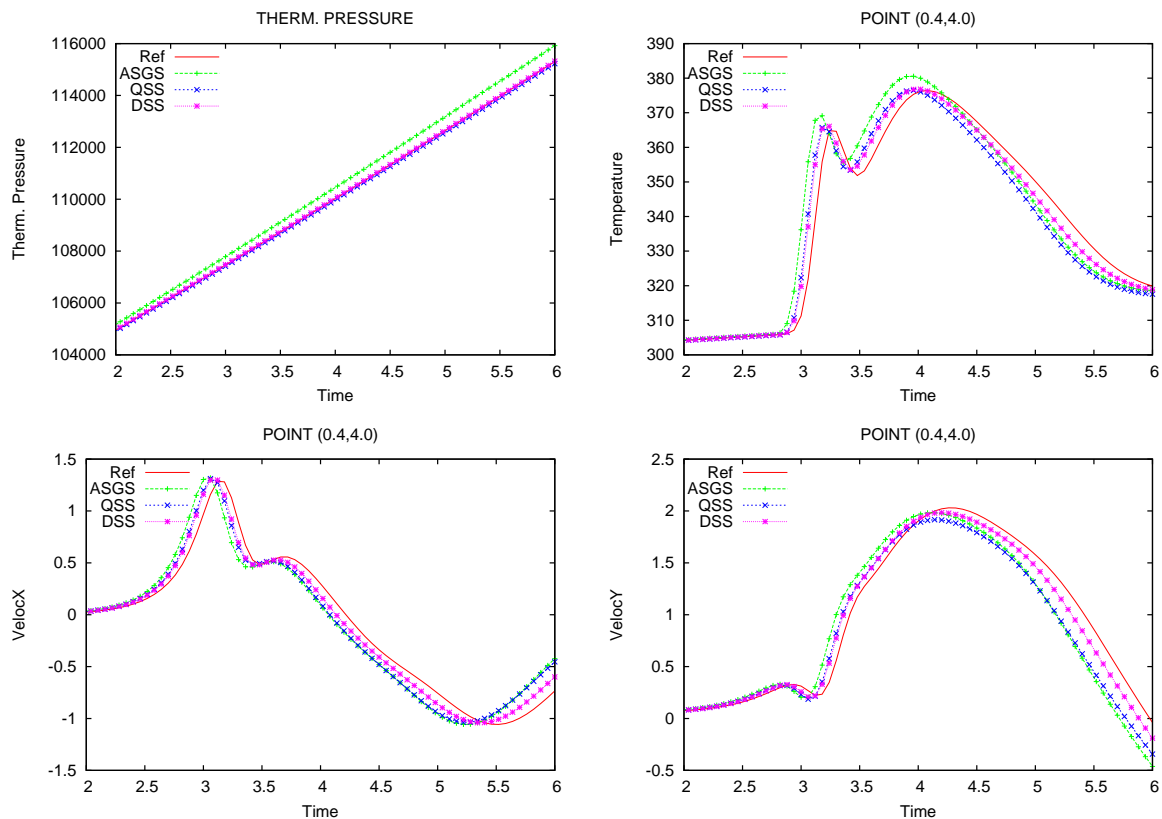 THERM. PRESSURE
116000
114000
112000
110000
108000
106000
104000
2 2.5 3 3.5 4 4.5 5 5.5 6
Therm. Pressure
Time
Ref
ASGS
QSS
DSS
POINT (0.4,4.0)
390
380
370
360
350
340
330
320
310
300
2 2.5 3 3.5 4 4.5 5 5.5 6
Temperature
Time
Ref
ASGS
QSS
DSS
POINT (0.4,4.0)
1.5
1
0.5
0
-0.5
-1
-1.5
2 2.5 3 3.5 4 4.5 5 5.5 6
VelocX
Time
Ref
ASGS
QSS
DSS
POINT (0.4,4.0)
2.5
2
1.5
1
0.5
0
-0.5
2 2.5 3 3.5 4 4.5 5 5.5 6
VelocY
Time
Ref
ASGS
QSS
DSS